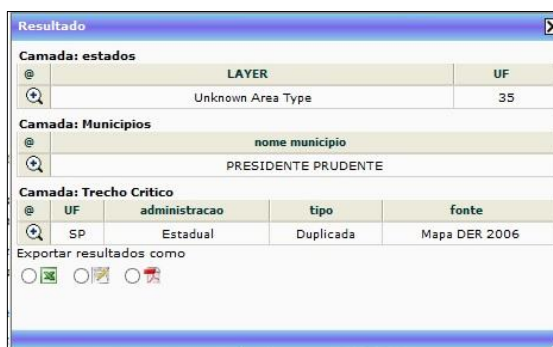 Resultado
Camada: estados
@ LAYER UF
Unknown Area Type 35
Camada: Municipios
@ nome municipio
PRESIDENTE PRUDENTE
Camada: Trecho Critico
@ UF administracao tipo fonte
SP Estadual Duplicada Mapa DER 2006
Exportar resultados como